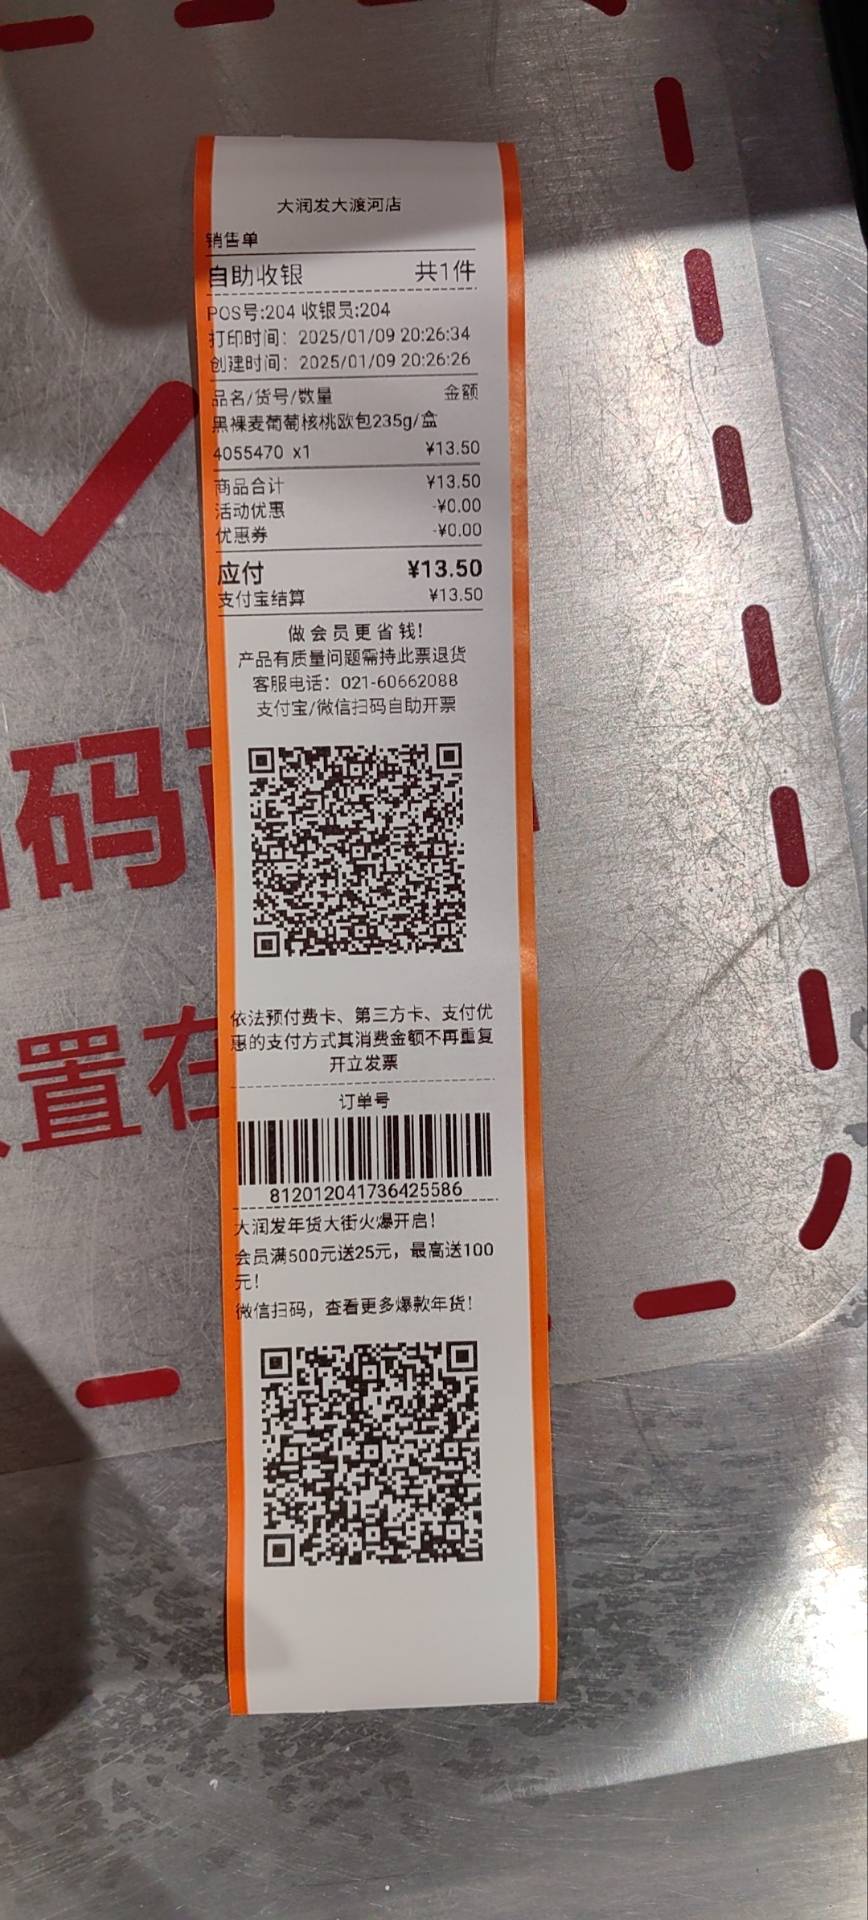 大润发大渡河店
销售单
自助收银 共1件
POS号:204 收银员:204
打印时间：2025/01/09 20:26:34
创建时间：2025/01/09 20:26:26
品名/货号/数量 金额
黑裸麦葡萄核桃欧包235g/盒
4055470 x1 ¥13.50
商品合计 ¥13.50
活动优惠 -¥0.00
优惠券 -¥0.00
应付 ¥13.50
支付宝结算 ¥13.50
做会员更省钱!
产品有质量问题需持此票退货
客服电话：021-60662088
支付宝/微信扫码自助开票
码
依法预付费卡、第三方卡、支付优
惠的支付方式其消费金额不再重复
开立发票
置在
订单号
812012041736425586
大润发年货大街火爆开启!
会员满500元送25元，最高送100
元!
微信扫码，查看更多爆款年货!